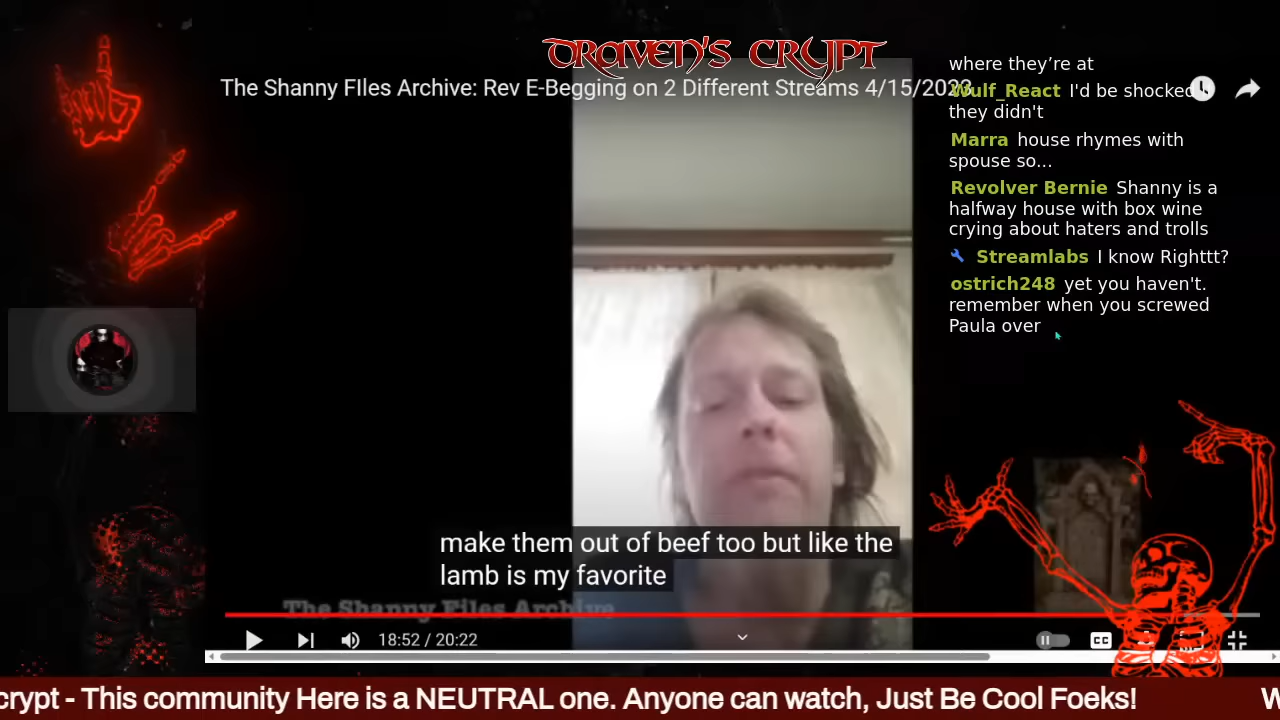 DRAVEN'S CRYPT
The Shanny FIles Archive: Rev E-Begging on 2 Different Streams 4/15/2023
where they're at
Wulf_React I'd be shocked
they didn't
Marra house rhymes with
spouse so...
Revolver Bernie Shanny is a
halfway house with box wine
crying about haters and trolls
Streamlabs I know Righttt?
ostrich248 yet you haven't.
remember when you screwed
Paula over
make them out of beef too but like the
lamb is my favorite
The Shanny Files Archive
18:52 / 20:22
CC
crypt - This community Here is a NEUTRAL one. Anyone can watch, Just Be Cool Foeks!